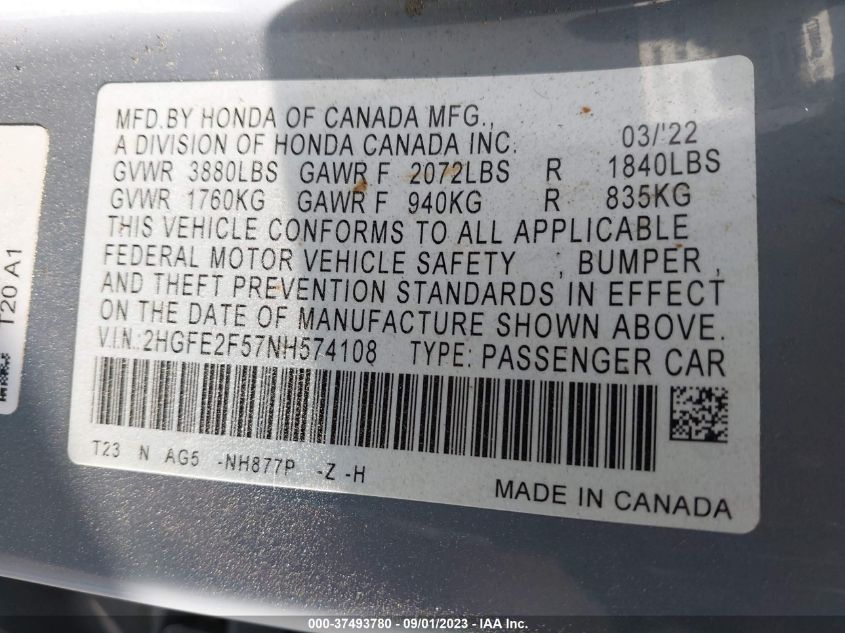 MFD.BY HONDA OF CANADA MFG.,
A DIVISION OF HONDA CANADA INC. 03/'22
GVWR 3880LBS GAWR F 2072LBS R 1840LBS
GVWR 1760KG GAWR F 940KG R 835KG
THIS VEHICLE CONFORMS TO ALL APPLICABLE
FEDERAL MOTOR VEHICLE SAFETY , BUMPER ,
AND THEFT PREVENTION STANDARDS IN EFFECT
ON THE DATE OF MANUFACTURE SHOWN ABOVE.
V.I.N.:2HGFE2F57NH574108 TYPE: PASSENGER CAR
T23 N AG5 -NH877P -Z -H
MADE IN CANADA
T20 A1
000-37493780 - 09/01/2023 - IAA Inc.